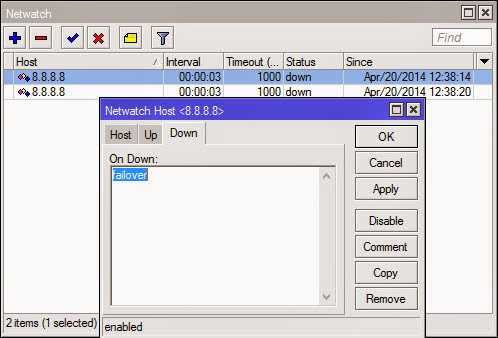 Netwatch
Find
Host Interval Timeout (... Status Since
8.8.8.8 00:00:03 1000 down Apr/20/2014 12:38:14
8.8.8.8 00:00:03 1000 down Apr/20/2014 12:38:20
Netwatch Host <8.8.8.8>
Host Up Down
OK
On Down:
Cancel
failover
Apply
Disable
Comment
Copy
Remove
2 items (1 selected)
enabled